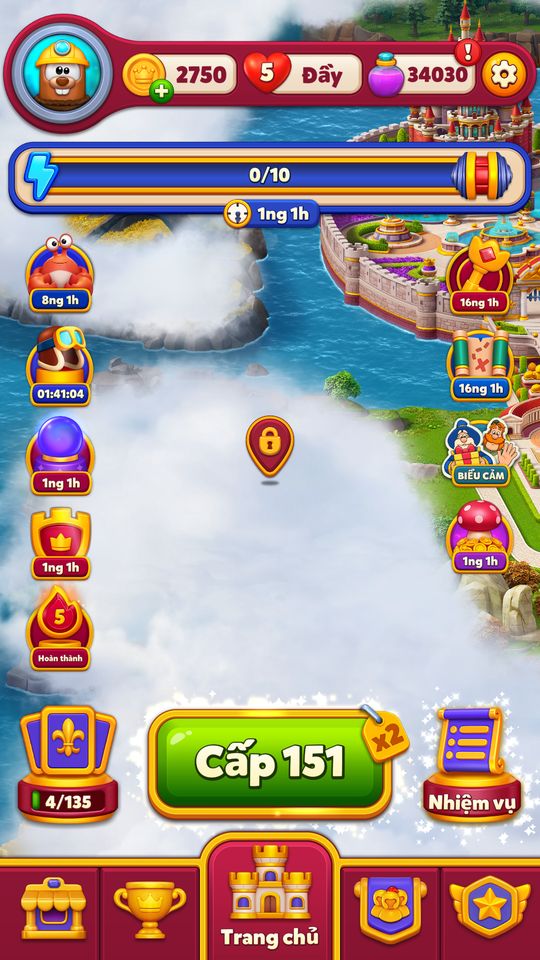 2750
5
Đầy
34030
!
0/10
1ng 1h
8ng 1h
16ng 1h
01:41:04
16ng 1h
1ng 1h
BIỂU CẢM
1ng 1h
1ng 1h
5
Hoàn thành
4/135
Cấp 151
x2
Nhiệm vụ
Trang chủ